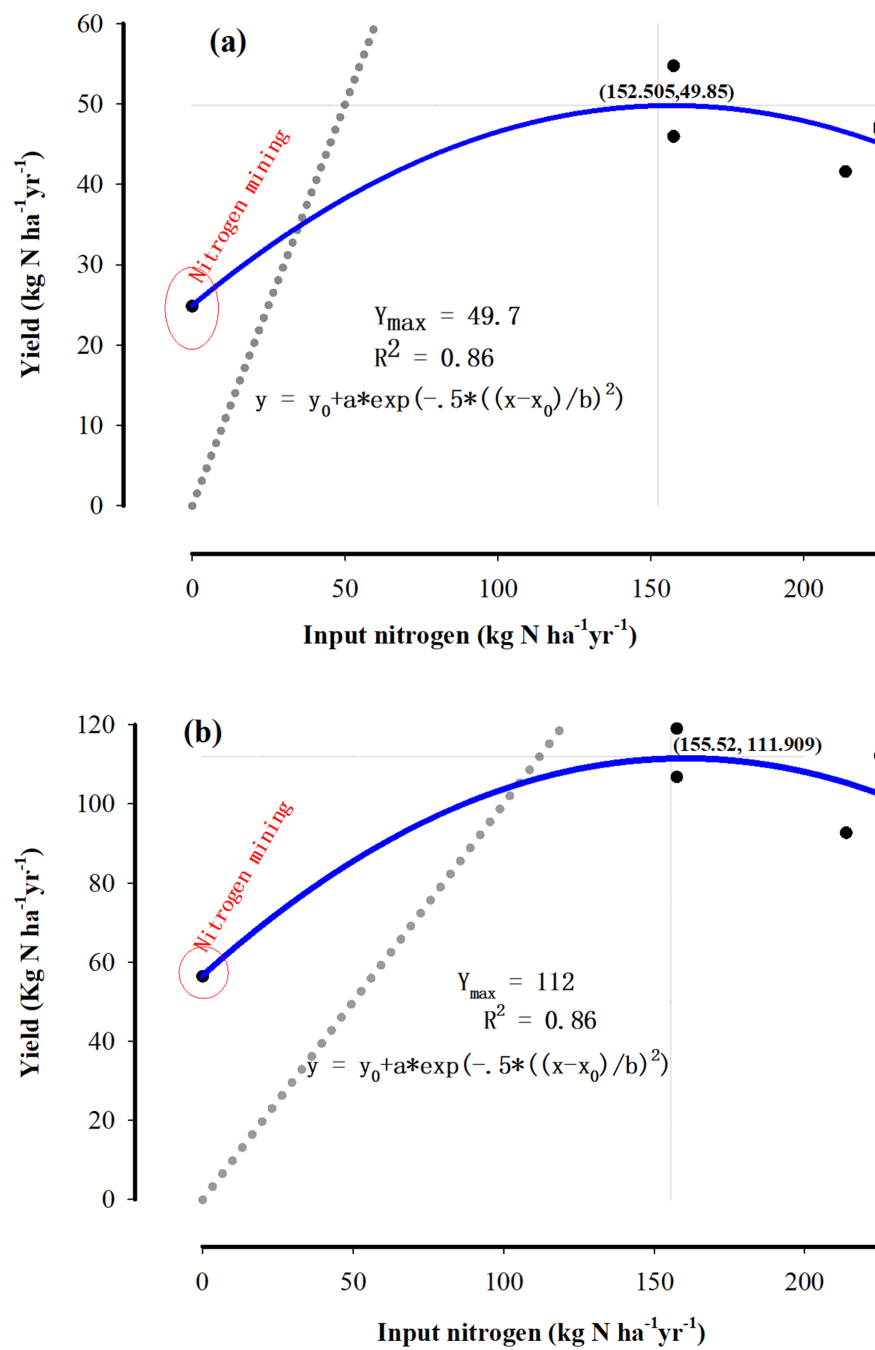 (a)
60
50
40
30
20
10
0
Yield (kg N ha⁻¹yr⁻¹)
Nitrogen mining
(152.505,49.85)
Yₘₐₓ = 49.7
R² = 0.86
y = y₀+a*exp(-.5*((x-x₀)/b)²)
0 50 100 150 200
Input nitrogen (kg N ha⁻¹yr⁻¹)
(b)
120
100
80
60
40
20
0
Yield (Kg N ha⁻¹yr⁻¹)
Nitrogen mining
(155.52, 111.909)
Yₘₐₓ = 112
R² = 0.86
y = y₀+a*exp(-.5*((x-x₀)/b)²)
0 50 100 150 200
Input nitrogen (kg N ha⁻¹yr⁻¹)